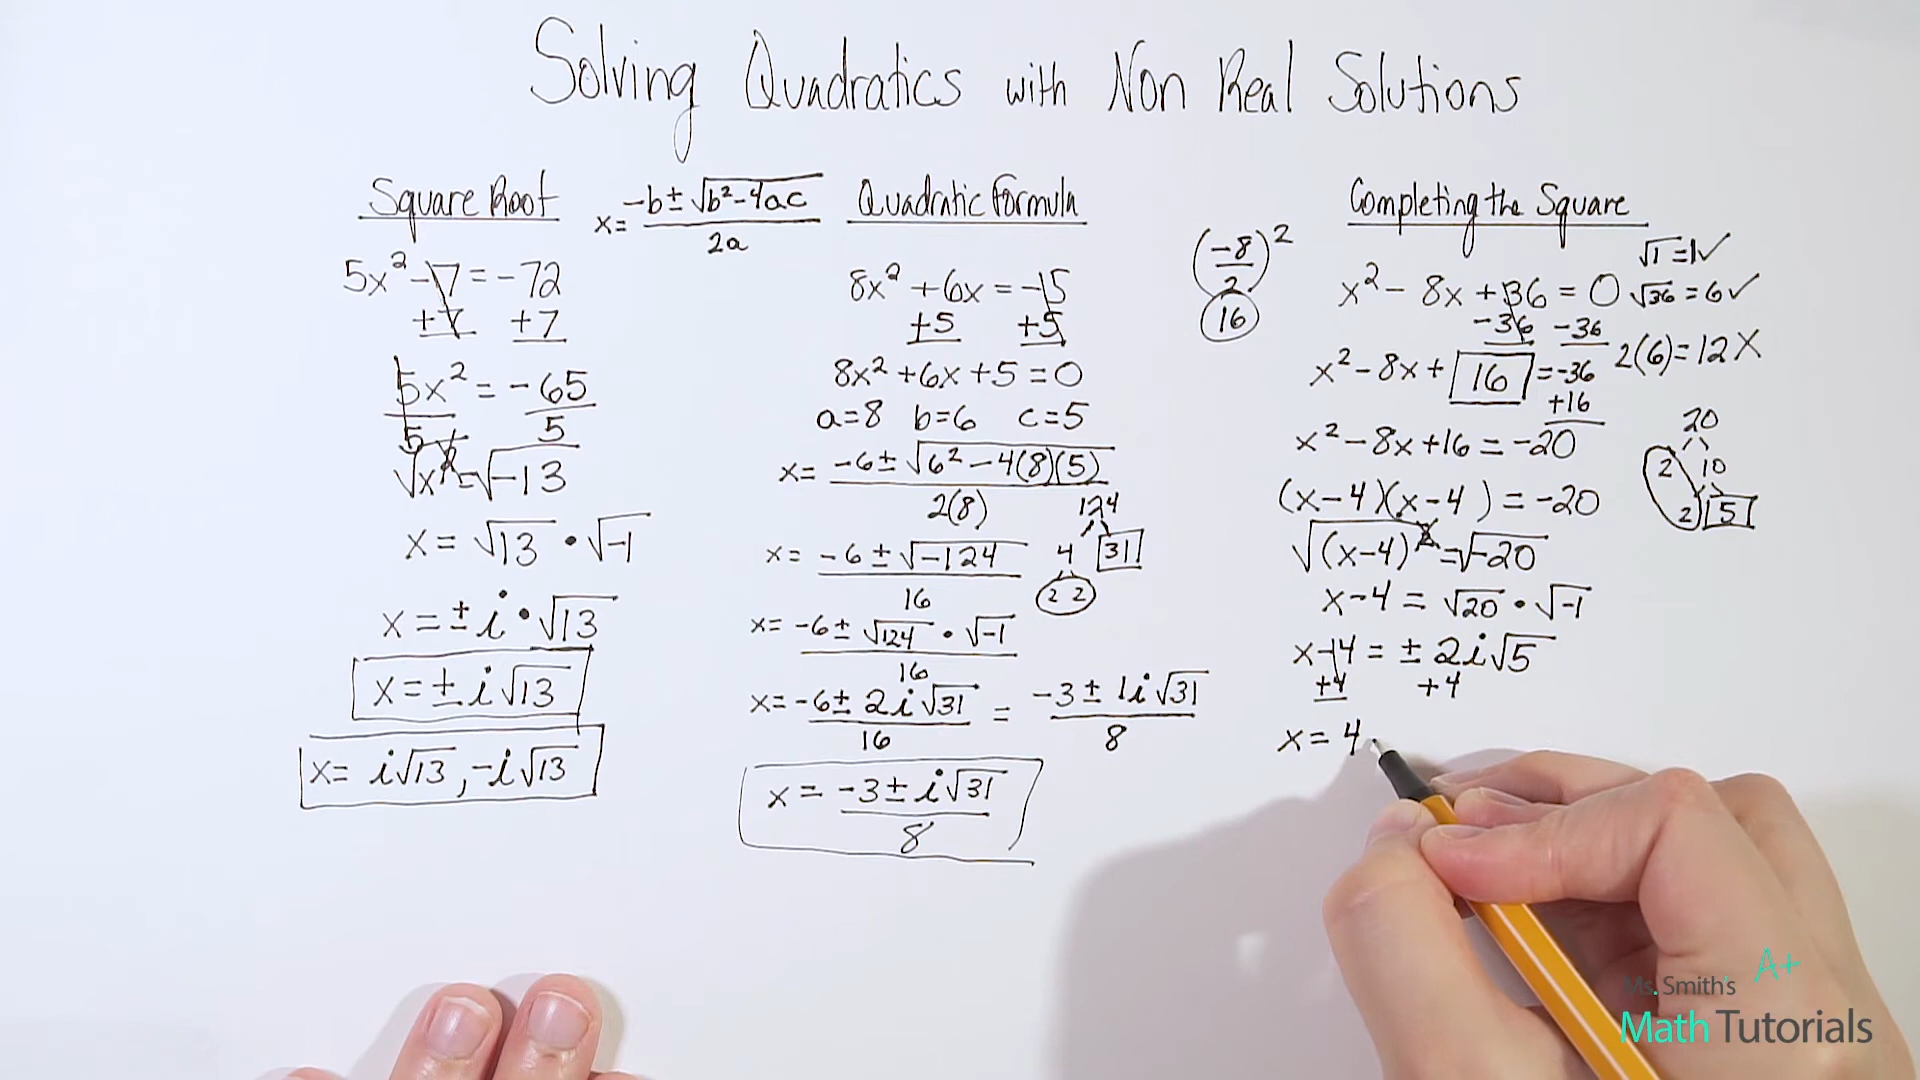 Solving Quadratics with Non Real Solutions
Square Root
5x² - 7 = -72
+7 +7
5x² = -65
5 5
√x² = √-13
x = √13 • √-1
x = ± i • √13
x = ± i√13
x = i√13, -i√13
x = -b ± √b² - 4ac
2a
Quadratic Formula
8x² + 6x = -5
+5 +5
8x² + 6x + 5 = 0
a=8 b=6 c=5
x = -6 ± √6² - 4(8)(5)
2(8)
124
4 31
2 2
x = -6 ± √-124
16
x = -6 ± √124 • √-1
16
x = -6 ± 2i√31 = -3 ± 1i√31
16 8
x = -3 ± i√31
8
Completing the Square
(-8/2)²
16
√1 = 1 ✓
x² - 8x + 36 = 0
√36 = 6 ✓
-36 -36
2(6) = 12 X
x² - 8x + 16 = -36
+16
x² - 8x + 16 = -20
20
2 10
2 5
(x - 4)(x - 4) = -20
√(x - 4)² = √-20
x - 4 = √20 • √-1
x - 4 = ± 2i√5
+4 +4
x = 4
Ms. Smith's A+
Math Tutorials